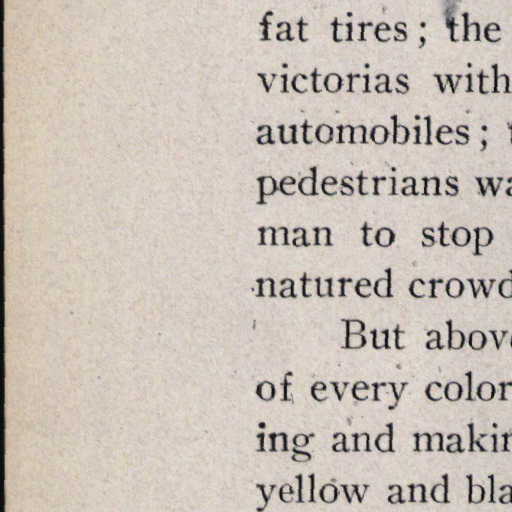 fat tires; the
victorias with
automobiles;
pedestrians wa
man to stop
natured crowd
But above
of every color
ing and makin
yellow and bla